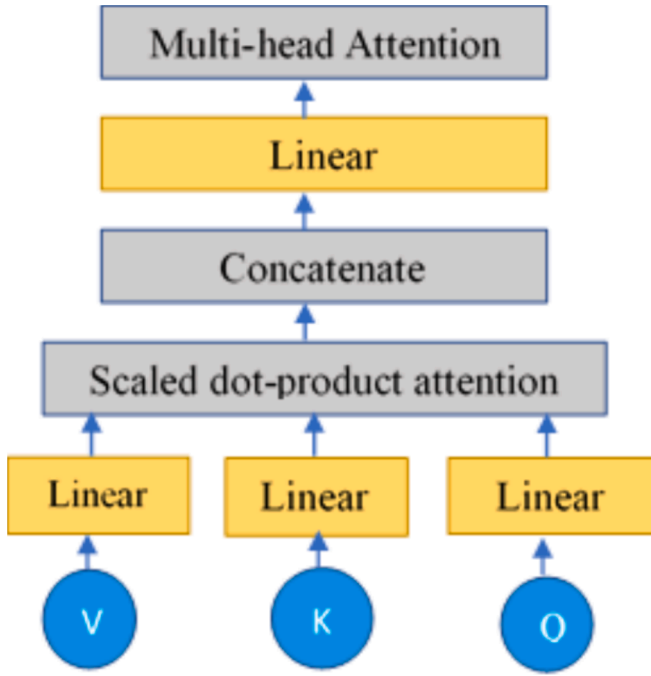 Multi-head Attention
Linear
Concatenate
Scaled dot-product attention
Linear Linear Linear
V K Q